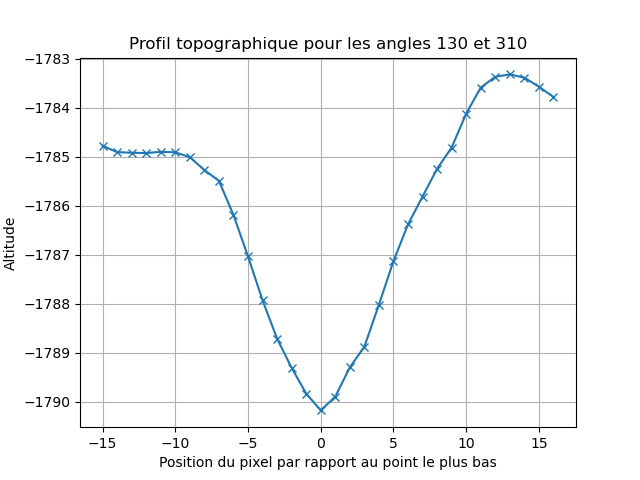 Profil topographique pour les angles 130 et 310
−1783
−1784
−1785
−1786
−1787
−1788
−1789
−1790
Altitude
−15 −10 −5 0 5 10 15
Position du pixel par rapport au point le plus bas